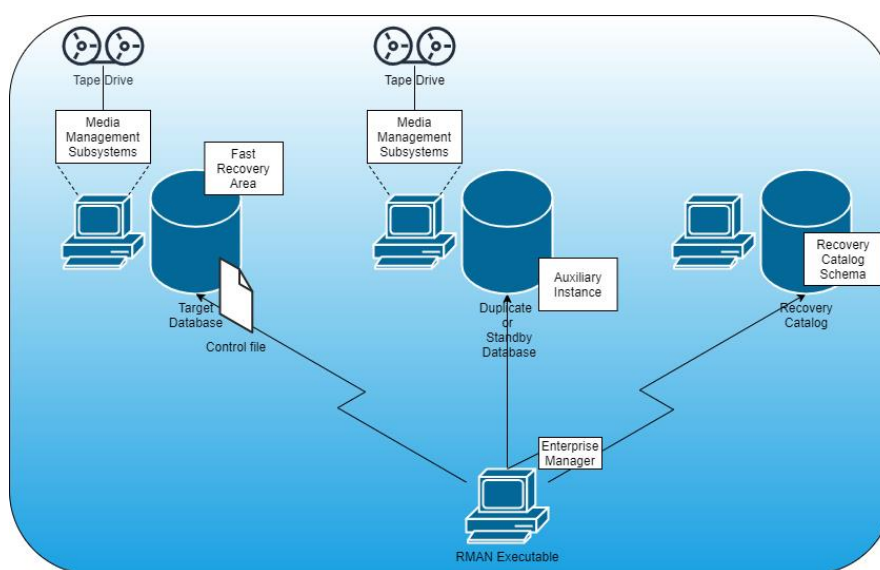 Tape Drive
Tape Drive
Media
Management
Subsystems
Media
Management
Subsystems
Fast
Recovery
Area
Recovery
Catalog
Schema
Auxiliary
Instance
Target
Database
Control file
Duplicate
or
Standby
Database
Recovery
Catalog
Enterprise
Manager
RMAN Executable